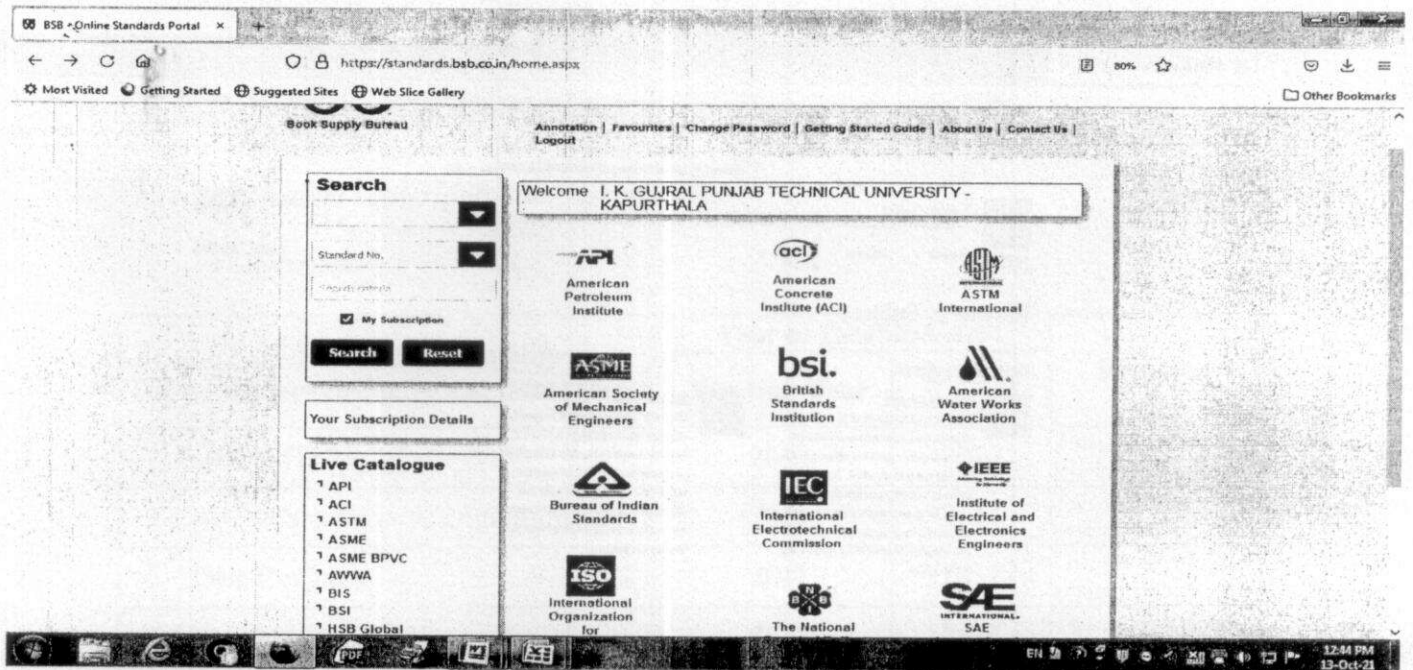 BSB - Online Standards Portal
https://standards.bsb.co.in/home.aspx
80%
Most Visited
Getting Started
Suggested Sites
Web Slice Gallery
Other Bookmarks
Book Supply Bureau
Annotation | Favourites | Change Password | Getting Started Guide | About Us | Contact Us |
Logout
Search
Standard No.
My Subscription
Search
Reset
Your Subscription Details
Live Catalogue
API
ACI
ASTM
ASME
ASME BPVC
AWWA
BIS
BSI
HSB Global
Welcome I. K. GUJRAL PUNJAB TECHNICAL UNIVERSITY -
KAPURTHALA
API
American
Petroleum
Institute
aci
American
Concrete
Institute (ACI)
ASTM
INTERNATIONAL
ASTM
International
ASME
American Society
of Mechanical
Engineers
bsi.
British
Standards
Institution
American
Water Works
Association
Bureau of Indian
Standards
IEC
International
Electrotechnical
Commission
IEEE
Institute of
Electrical and
Electronics
Engineers
ISO
International
Organization
for
NBBI
The National
SAE
INTERNATIONAL
SAE
PDF
EN
12:44 PM
13-Oct-21